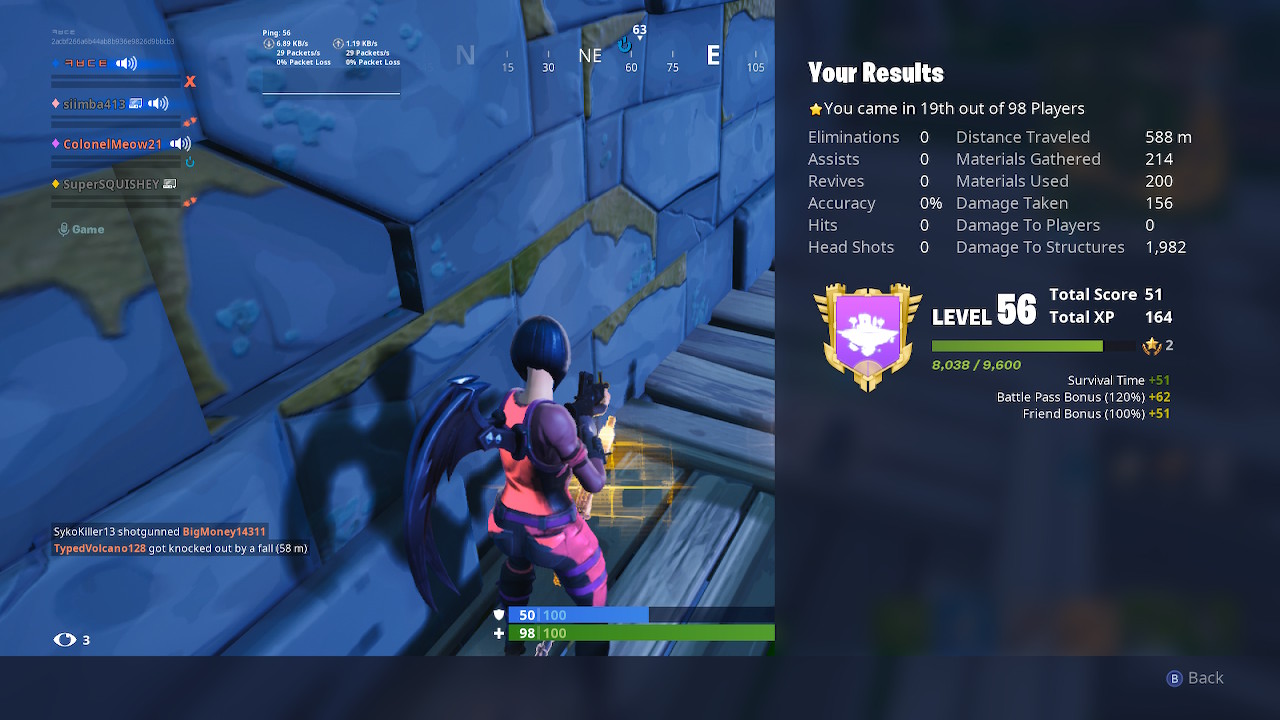 2acbf266a6b44ab8b936e9826d9bbcb3
siimba413
ColonelMeow21
SuperSQUISHEY
Game
Ping: 56
6.89 KB/s 1.19 KB/s
29 Packets/s 29 Packets/s
0% Packet Loss 0% Packet Loss
63
N 15 30 NE 60 75 E 105
SykoKiller13 shotgunned BigMoney14311
TypedVolcano128 got knocked out by a fall (58 m)
3
50 | 100
98 | 100
Your Results
You came in 19th out of 98 Players
Eliminations 0 Distance Traveled 588 m
Assists 0 Materials Gathered 214
Revives 0 Materials Used 200
Accuracy 0% Damage Taken 156
Hits 0 Damage To Players 0
Head Shots 0 Damage To Structures 1,982
LEVEL 56
Total Score 51
Total XP 164
2
8,038 / 9,600
Survival Time +51
Battle Pass Bonus (120%) +62
Friend Bonus (100%) +51
B Back